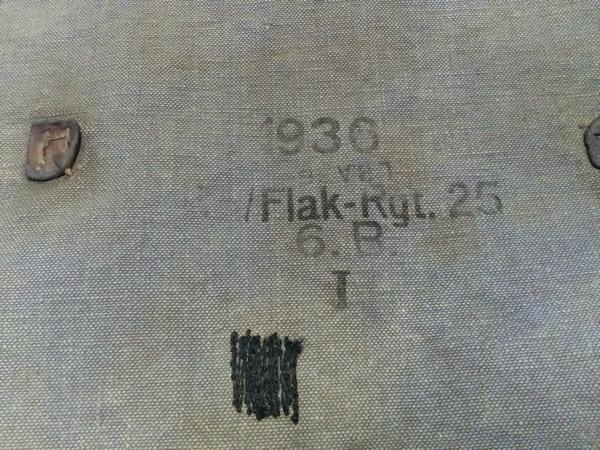 1936
/Flak-Rgt. 25
6. B.
I